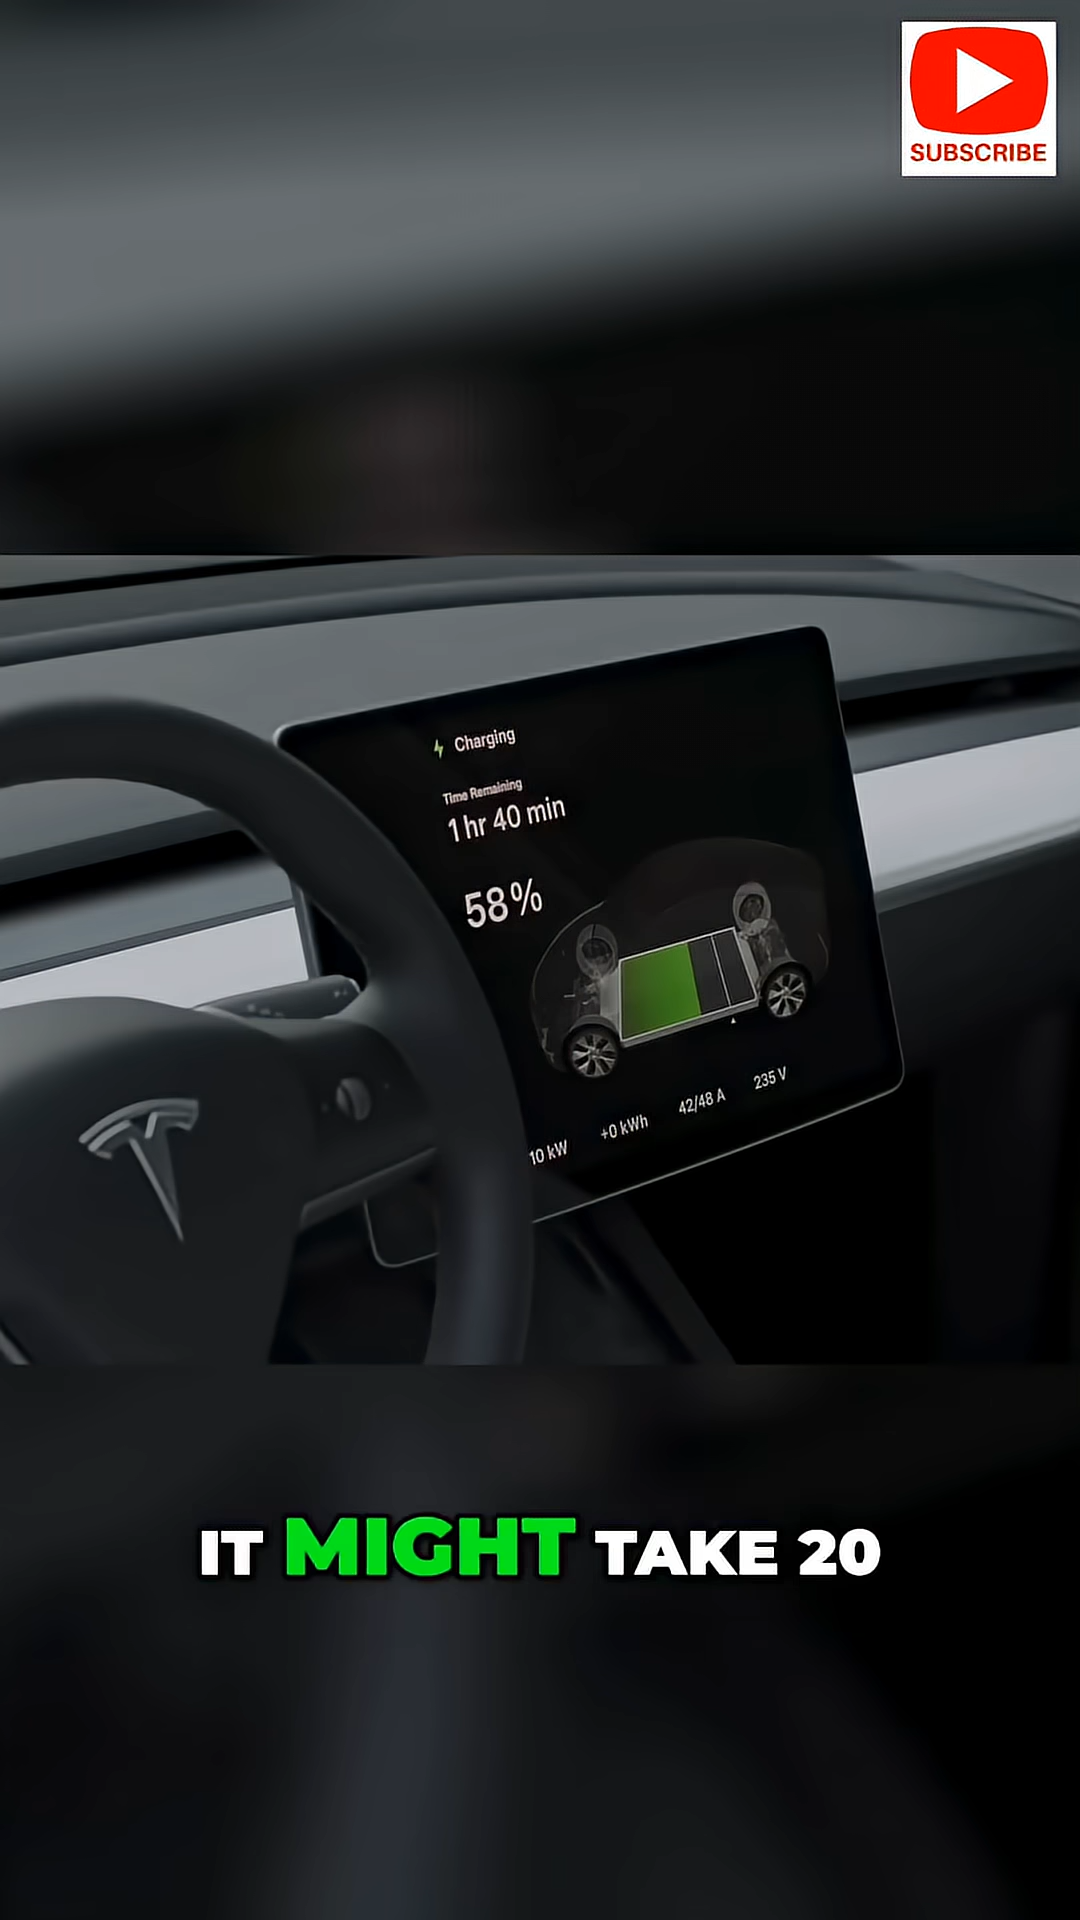 SUBSCRIBE
Charging
Time Remaining
1 hr 40 min
58%
10 kW +0 kWh 42/48 A 235 V
IT MIGHT TAKE 20